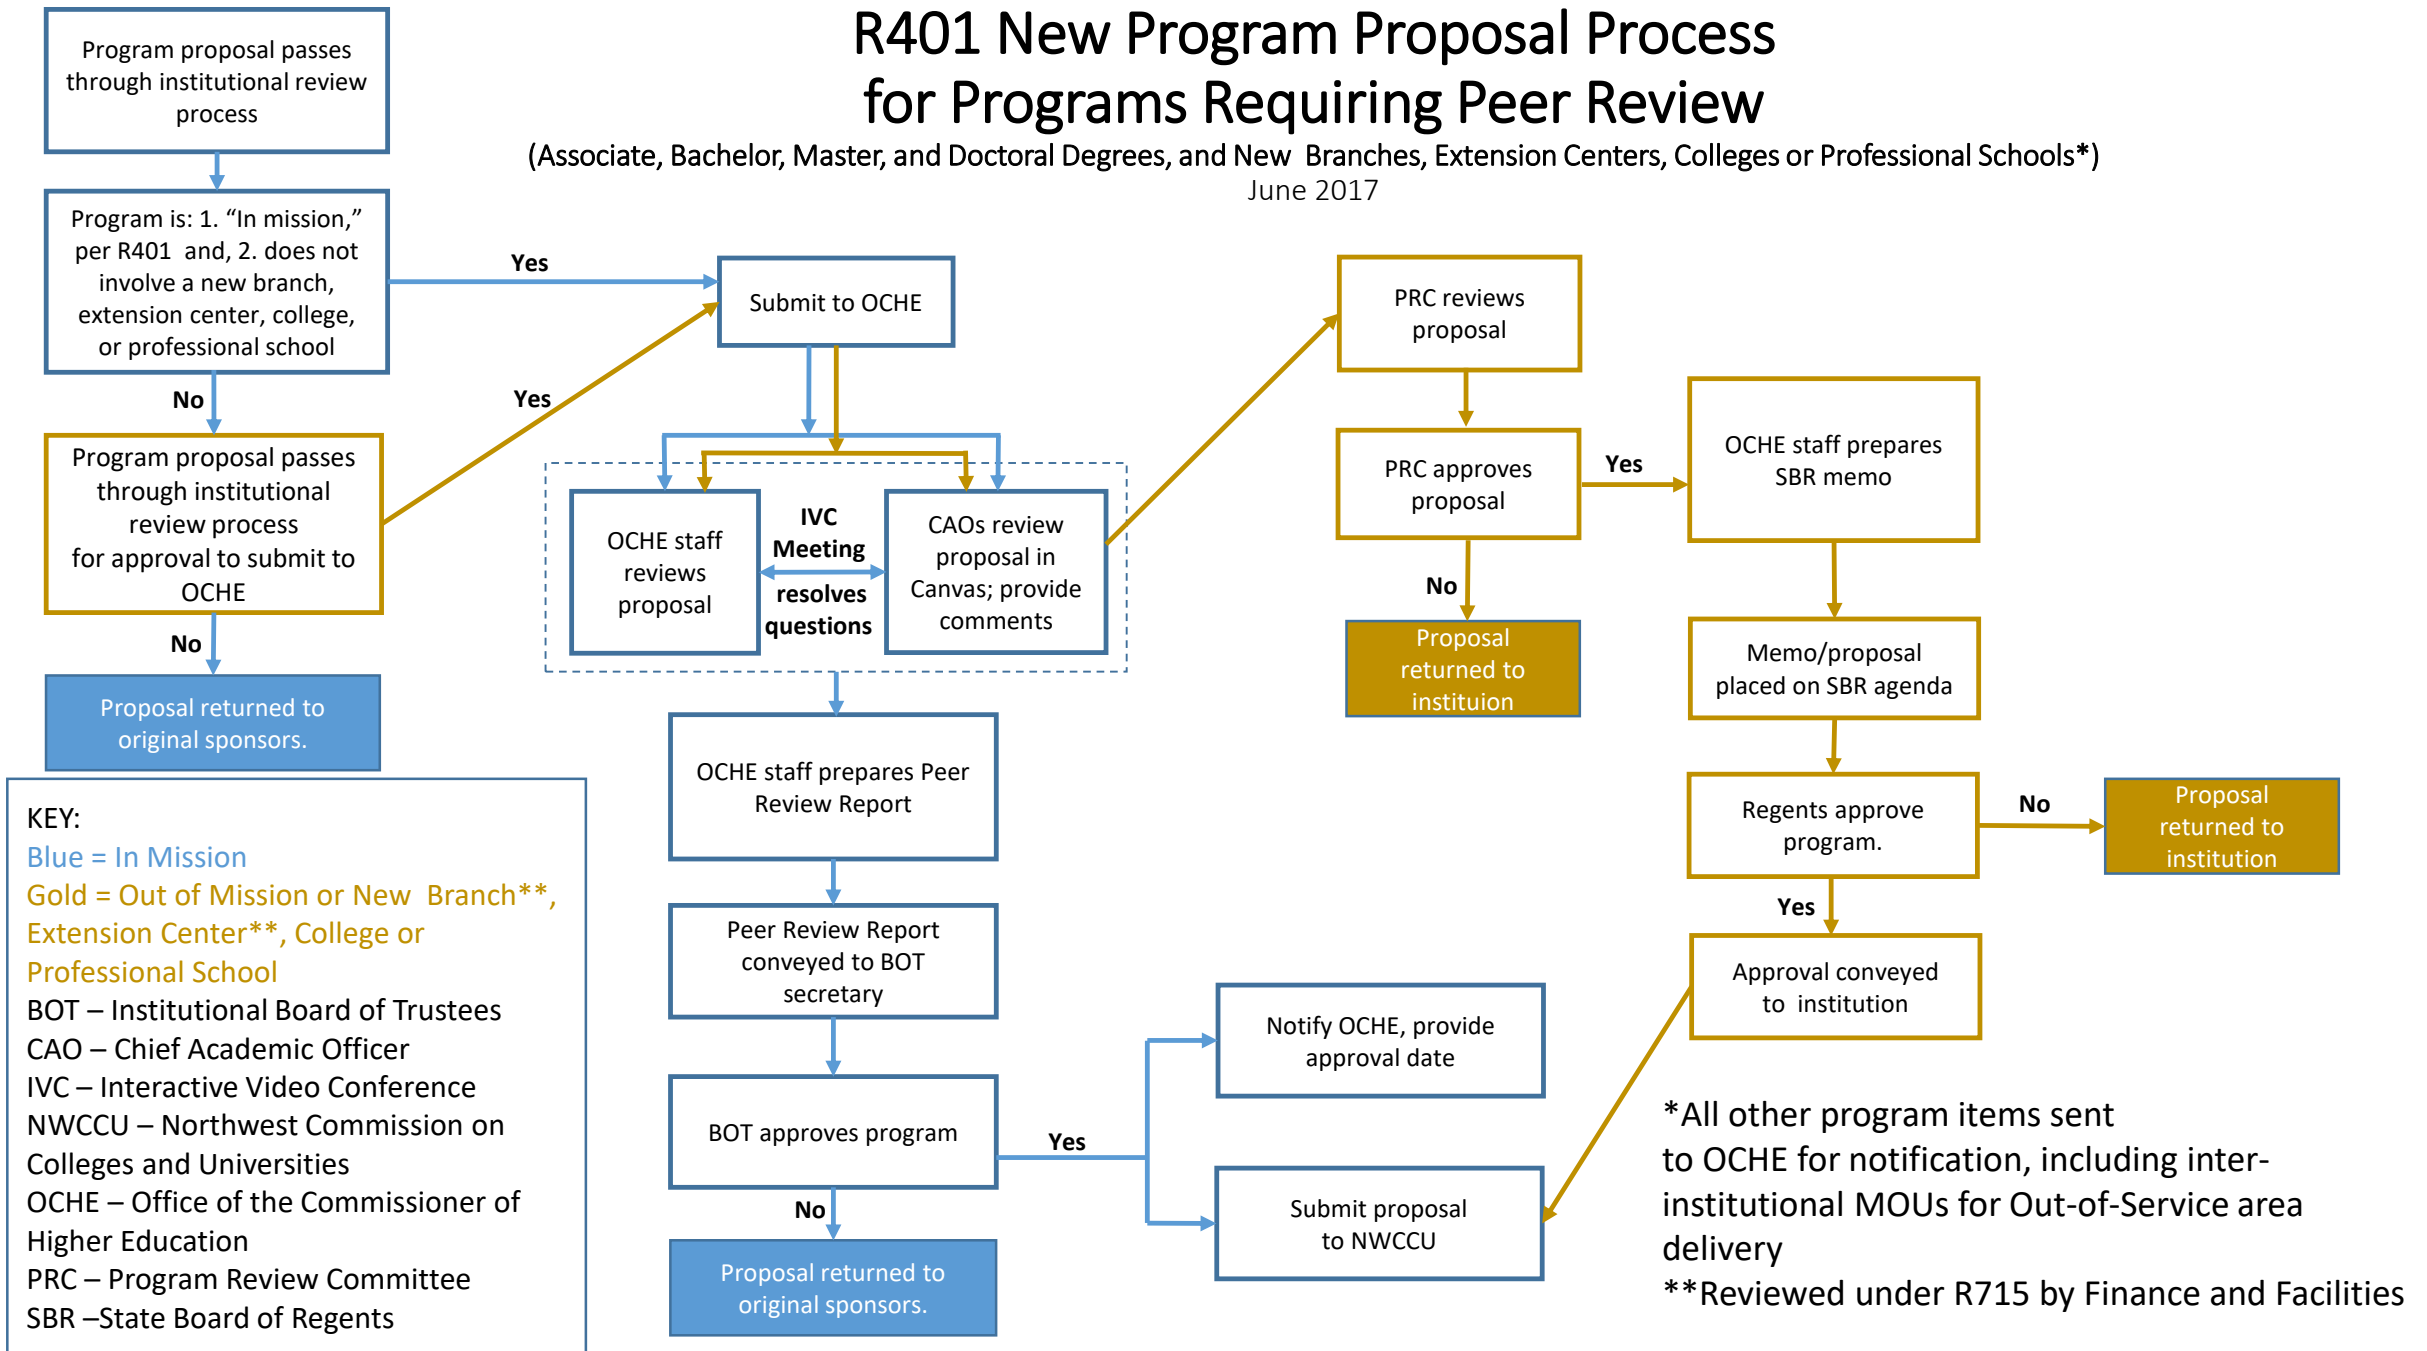 R401 New Program Proposal Process
for Programs Requiring Peer Review
(Associate, Bachelor, Master, and Doctoral Degrees, and New Branches, Extension Centers, Colleges or Professional Schools*)
June 2017
Program proposal passes
through institutional review
process
Program is: 1. “In mission,”
per R401 and, 2. does not
involve a new branch,
extension center, college,
or professional school
Yes
No
Program proposal passes
through institutional
review process
for approval to submit to
OCHE
Yes
No
Proposal returned to
original sponsors.
Submit to OCHE
OCHE staff
reviews
proposal
IVC
Meeting
resolves
questions
CAOs review
proposal in
Canvas; provide
comments
OCHE staff prepares Peer
Review Report
Peer Review Report
conveyed to BOT
secretary
BOT approves program
Yes
No
Proposal returned to
original sponsors.
Notify OCHE, provide
approval date
Submit proposal
to NWCCU
PRC reviews
proposal
PRC approves
proposal
Yes
No
Proposal
returned to
instituion
OCHE staff prepares
SBR memo
Memo/proposal
placed on SBR agenda
Regents approve
program.
No
Proposal
returned to
institution
Yes
Approval conveyed
to institution
KEY:
Blue = In Mission
Gold = Out of Mission or New Branch**,
Extension Center**, College or
Professional School
BOT – Institutional Board of Trustees
CAO – Chief Academic Officer
IVC – Interactive Video Conference
NWCCU – Northwest Commission on
Colleges and Universities
OCHE – Office of the Commissioner of
Higher Education
PRC – Program Review Committee
SBR –State Board of Regents
*All other program items sent
to OCHE for notification, including inter-
institutional MOUs for Out-of-Service area
delivery
**Reviewed under R715 by Finance and Facilities